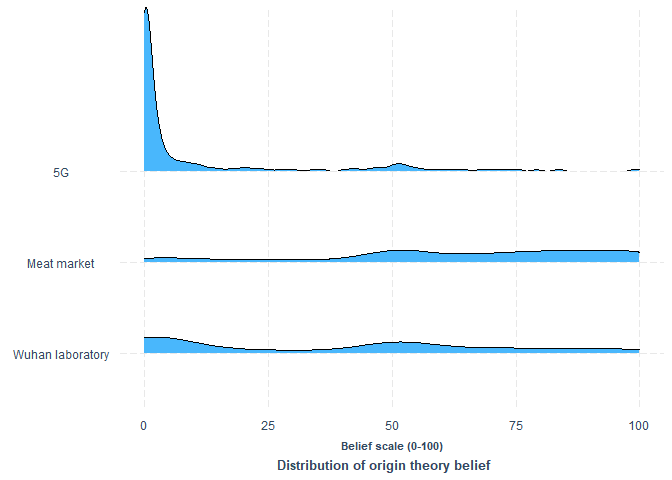 5G
Meat market
Wuhan laboratory
0 25 50 75 100
Belief scale (0-100)
Distribution of origin theory belief